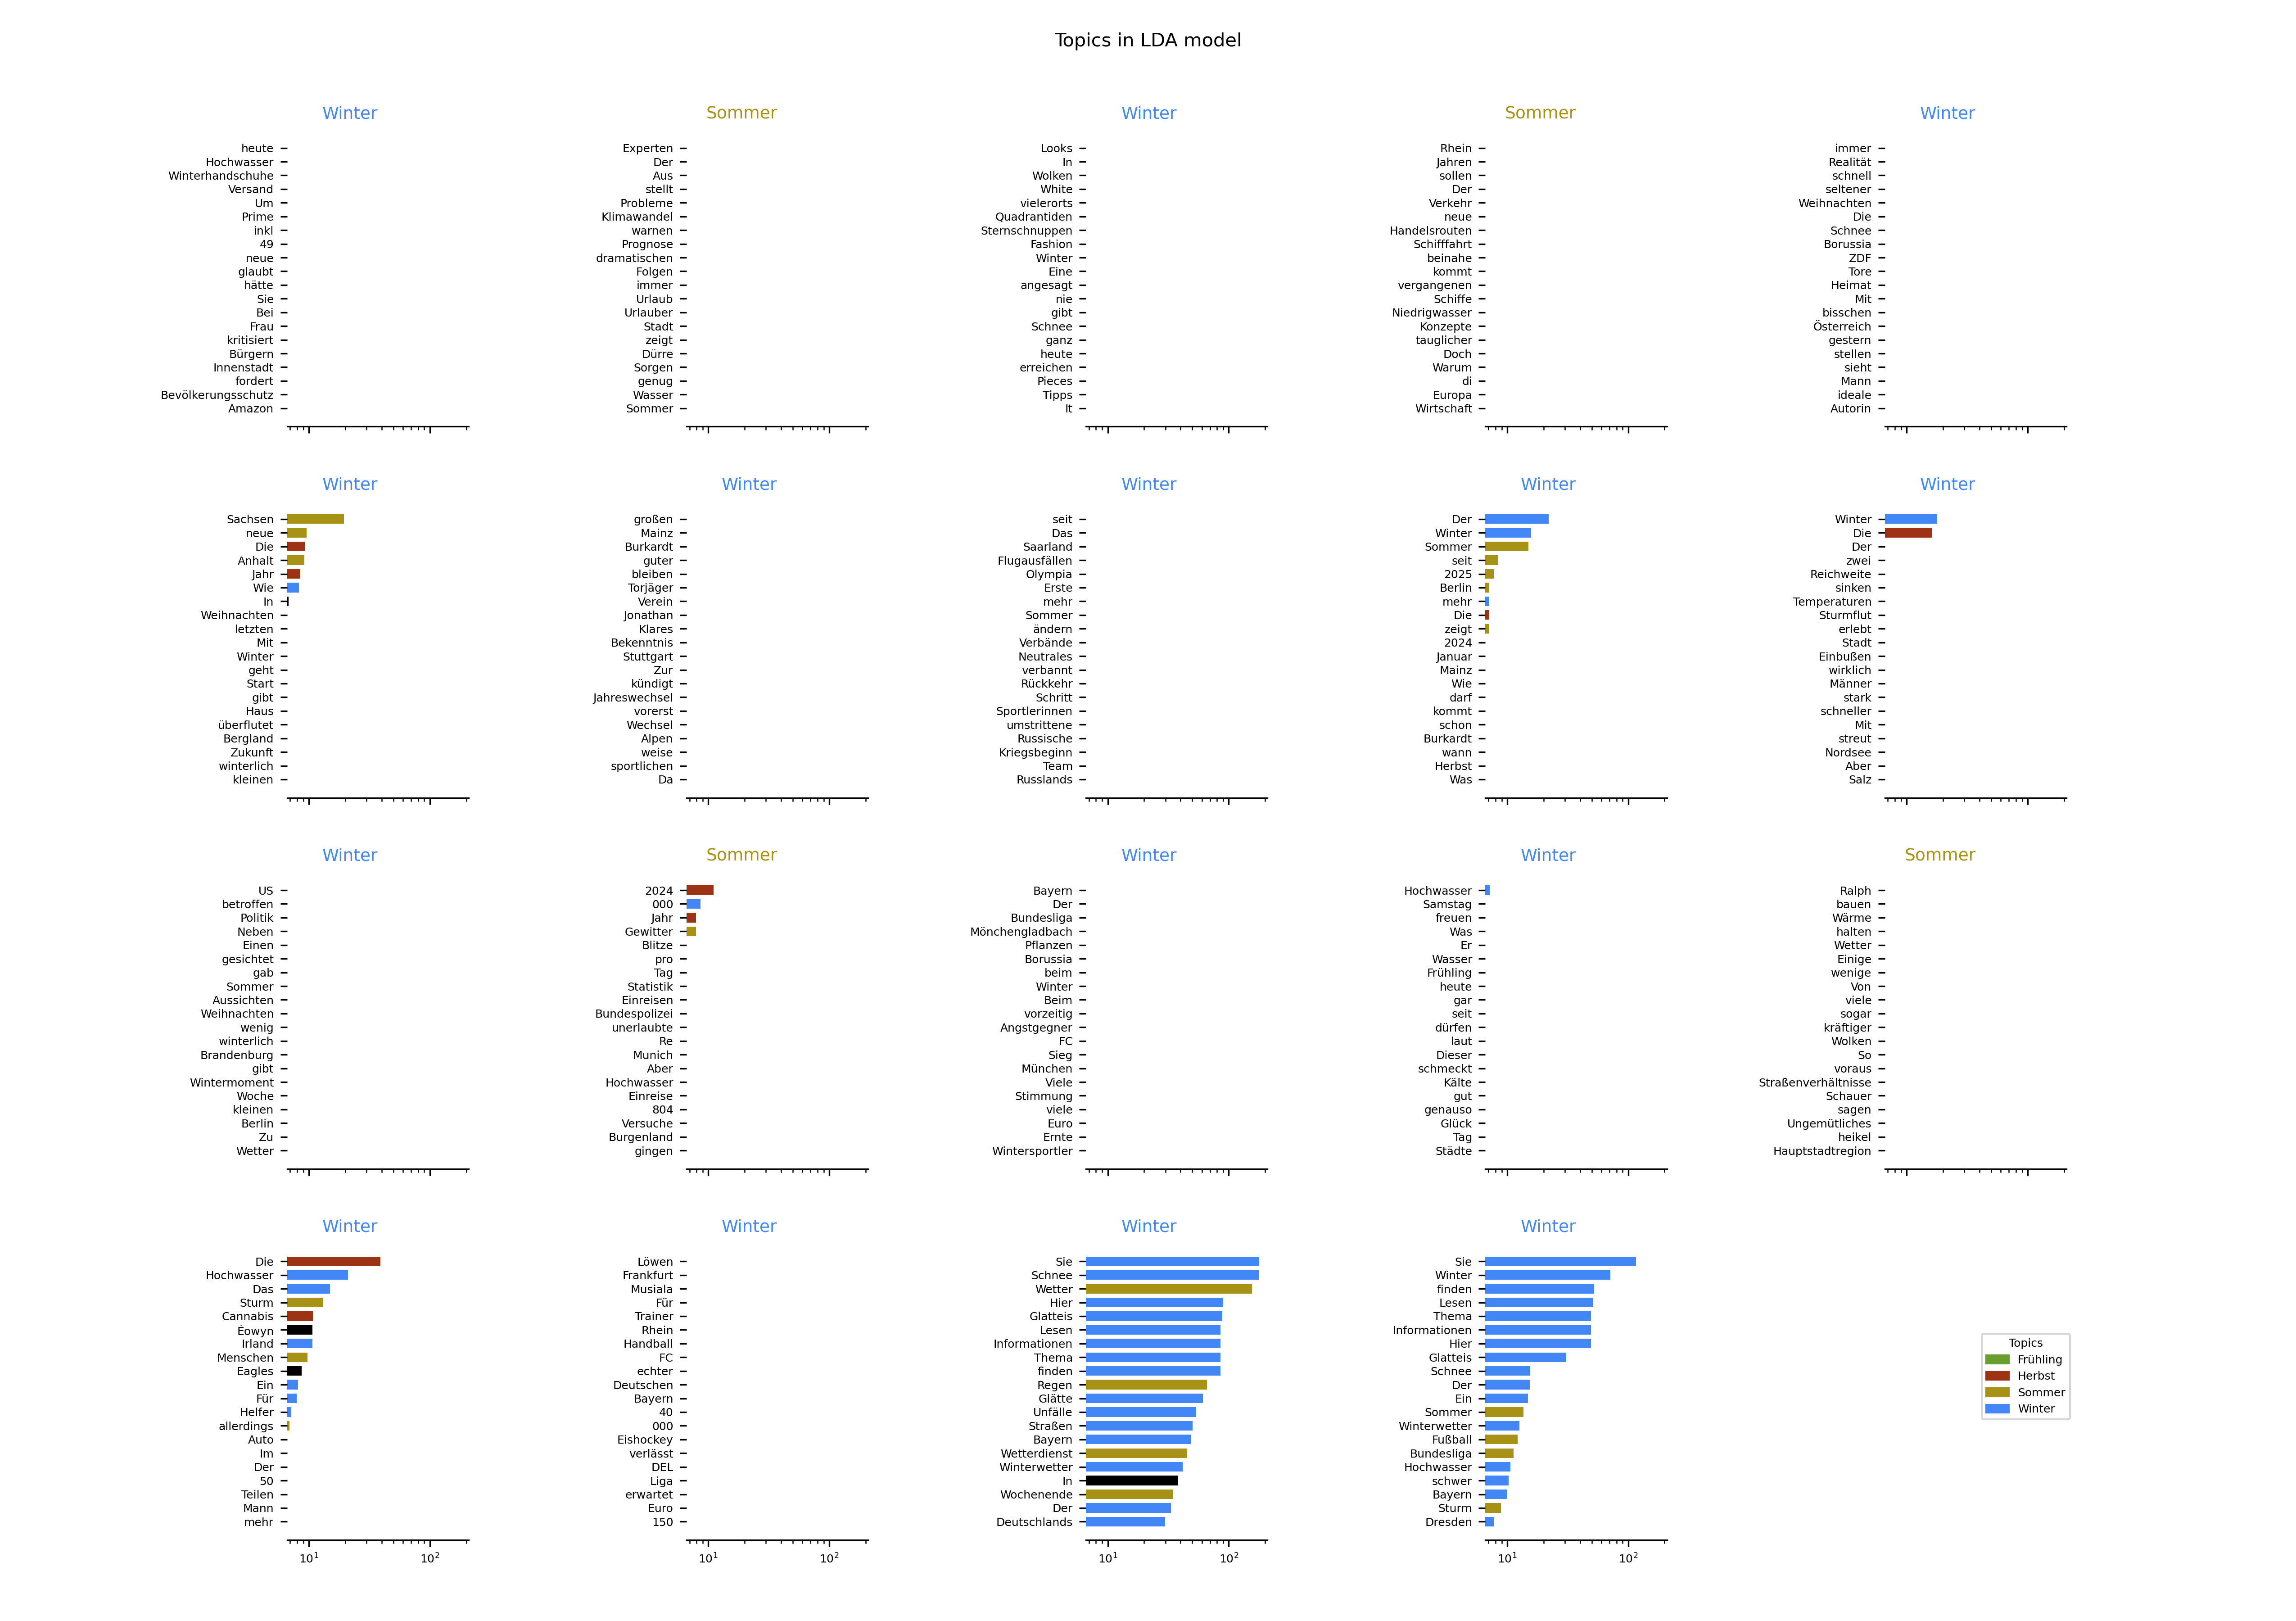 Topics in LDA model
Winter
heute
Hochwasser
Winterhandschuhe
Versand
Um
Prime
inkl
49
neue
glaubt
hätte
Sie
Bei
Frau
kritisiert
Bürgern
Innenstadt
fordert
Bevölkerungsschutz
Amazon
Sommer
Experten
Der
Aus
stellt
Probleme
Klimawandel
warnen
Prognose
dramatischen
Folgen
immer
Urlaub
Urlauber
Stadt
zeigt
Dürre
Sorgen
genug
Wasser
Sommer
Winter
Looks
In
Wolken
White
vielerorts
Quadrantiden
Sternschnuppen
Fashion
Winter
Eine
angesagt
nie
gibt
Schnee
ganz
heute
erreichen
Pieces
Tipps
It
Sommer
Rhein
Jahren
sollen
Der
Verkehr
neue
Handelsrouten
Schifffahrt
beinahe
kommt
vergangenen
Schiffe
Niedrigwasser
Konzepte
tauglicher
Doch
Warum
di
Europa
Wirtschaft
Winter
immer
Realität
schnell
seltener
Weihnachten
Die
Schnee
Borussia
ZDF
Tore
Heimat
Mit
bisschen
Österreich
gestern
stellen
sieht
Mann
ideale
Autorin
Winter
Sachsen
neue
Die
Anhalt
Jahr
Wie
In
Weihnachten
letzten
Mit
Winter
geht
Start
gibt
Haus
überflutet
Bergland
Zukunft
winterlich
kleinen
Winter
großen
Mainz
Burkardt
guter
bleiben
Torjäger
Verein
Jonathan
Klares
Bekenntnis
Stuttgart
Zur
kündigt
Jahreswechsel
vorerst
Wechsel
Alpen
weise
sportlichen
Da
Winter
seit
Das
Saarland
Flugausfällen
Olympia
Erste
mehr
Sommer
ändern
Verbände
Neutrales
verbannt
Rückkehr
Schritt
Sportlerinnen
umstrittene
Russische
Kriegsbeginn
Team
Russlands
Winter
Der
Winter
Sommer
seit
2025
Berlin
mehr
Die
zeigt
2024
Januar
Mainz
Wie
darf
kommt
schon
Burkardt
wann
Herbst
Was
Winter
Winter
Die
Der
zwei
Reichweite
sinken
Temperaturen
Sturmflut
erlebt
Stadt
Einbußen
wirklich
Männer
stark
schneller
Mit
streut
Nordsee
Aber
Salz
Winter
US
betroffen
Politik
Neben
Einen
gesichtet
gab
Sommer
Aussichten
Weihnachten
wenig
winterlich
Brandenburg
gibt
Wintermoment
Woche
kleinen
Berlin
Zu
Wetter
Sommer
2024
000
Jahr
Gewitter
Blitze
pro
Tag
Statistik
Einreisen
Bundespolizei
unerlaubte
Re
Munich
Aber
Hochwasser
Einreise
804
Versuche
Burgenland
gingen
Winter
Bayern
Der
Bundesliga
Mönchengladbach
Pflanzen
Borussia
beim
Winter
Beim
vorzeitig
Angstgegner
FC
Sieg
München
Viele
Stimmung
viele
Euro
Ernte
Wintersportler
Winter
Hochwasser
Samstag
freuen
Was
Er
Wasser
Frühling
heute
gar
seit
dürfen
laut
Dieser
schmeckt
Kälte
gut
genauso
Glück
Tag
Städte
Sommer
Ralph
bauen
Wärme
halten
Wetter
Einige
wenige
Von
viele
sogar
kräftiger
Wolken
So
voraus
Straßenverhältnisse
Schauer
sagen
Ungemütliches
heikel
Hauptstadtregion
Winter
Die
Hochwasser
Das
Sturm
Cannabis
Éowyn
Irland
Menschen
Eagles
Ein
Für
Helfer
allerdings
Auto
Im
Der
50
Teilen
Mann
mehr
10¹ 10²
Winter
Löwen
Frankfurt
Musiala
Für
Trainer
Rhein
Handball
FC
echter
Deutschen
Bayern
40
000
Eishockey
verlässt
DEL
Liga
erwartet
Euro
150
10¹ 10²
Winter
Sie
Schnee
Wetter
Hier
Glatteis
Lesen
Informationen
Thema
finden
Regen
Glätte
Unfälle
Straßen
Bayern
Wetterdienst
Winterwetter
In
Wochenende
Der
Deutschlands
10¹ 10²
Winter
Sie
Winter
finden
Lesen
Thema
Informationen
Hier
Glatteis
Schnee
Der
Ein
Sommer
Winterwetter
Fußball
Bundesliga
Hochwasser
schwer
Bayern
Sturm
Dresden
10¹ 10²
Topics
Frühling
Herbst
Sommer
Winter